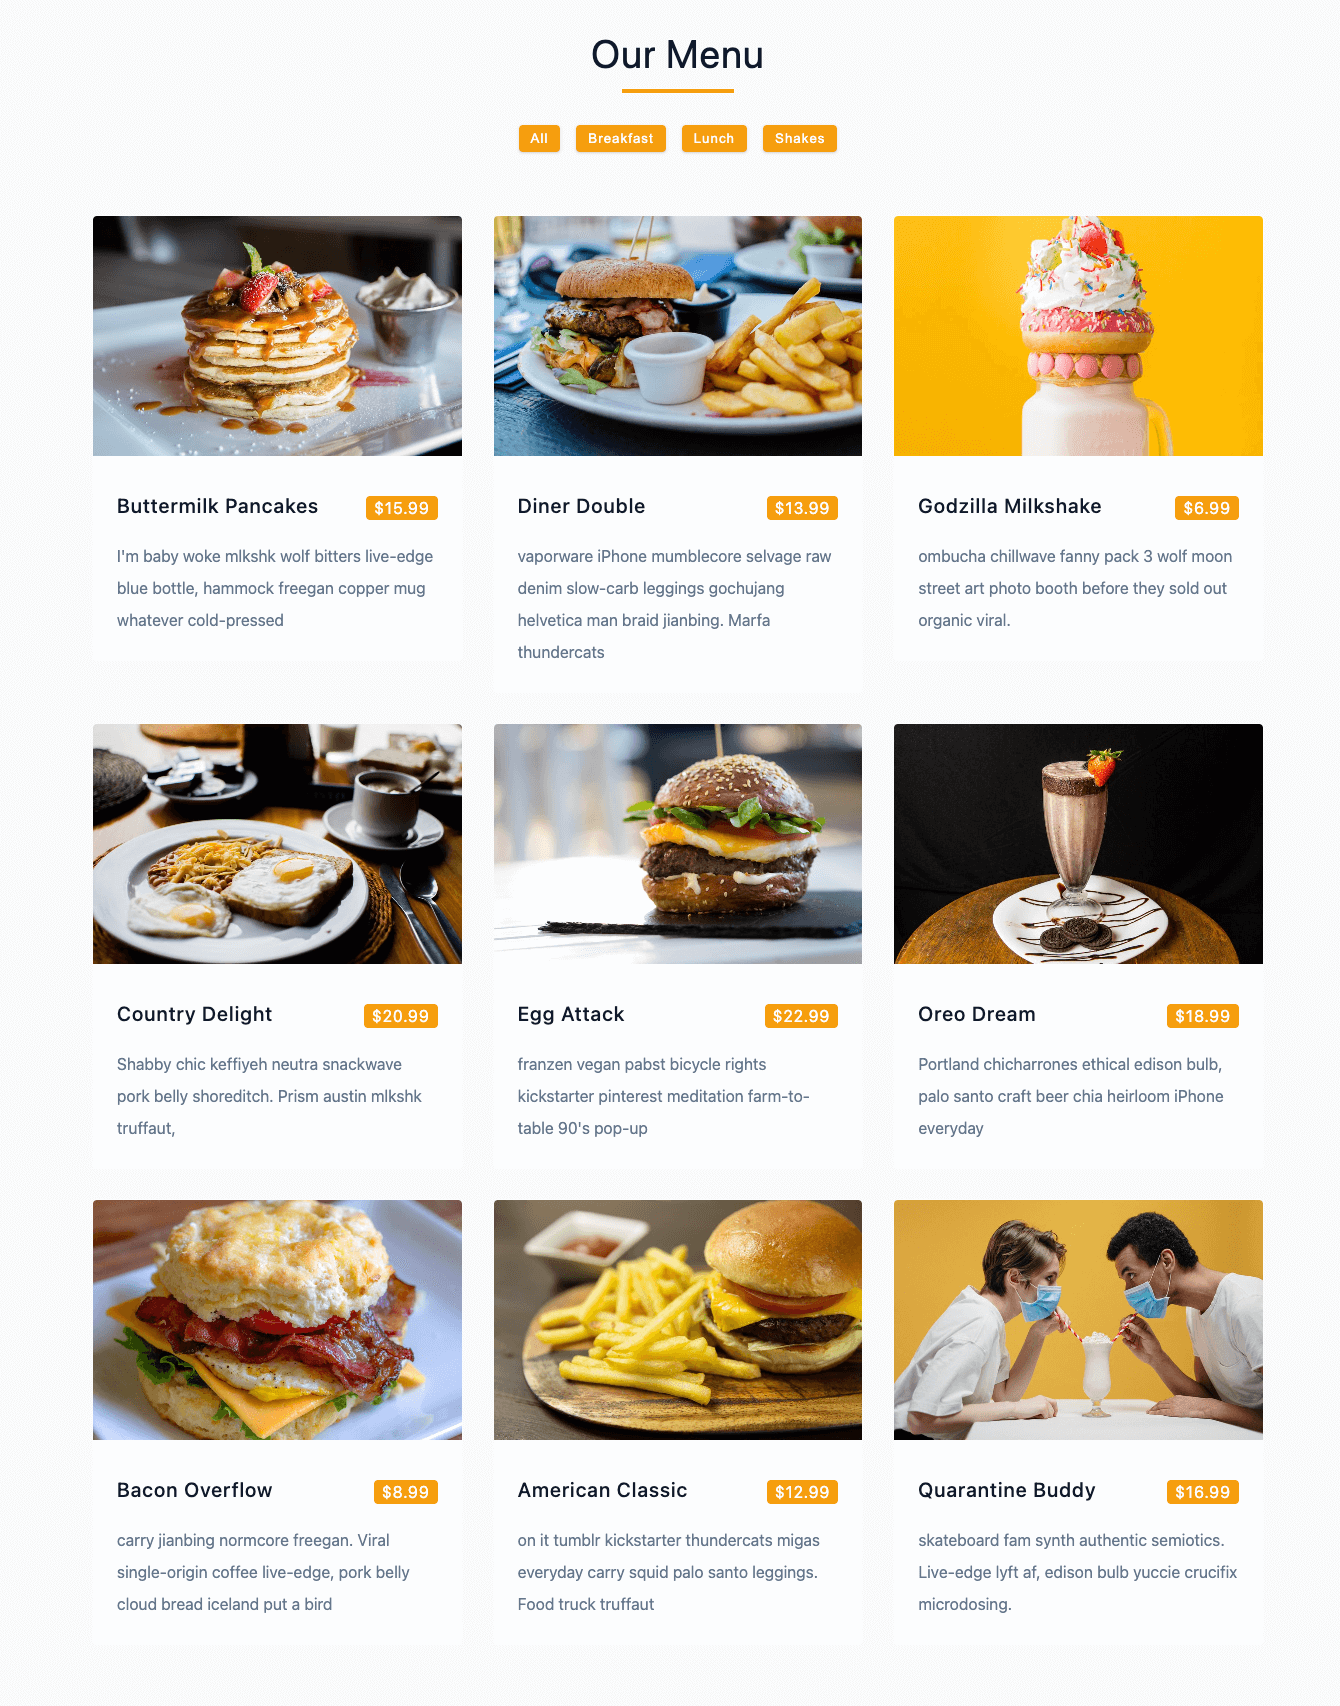 Our Menu
All Breakfast Lunch Shakes
Buttermilk Pancakes $15.99
I'm baby woke mlkshk wolf bitters live-edge
blue bottle, hammock freegan copper mug
whatever cold-pressed
Diner Double $13.99
vaporware iPhone mumblecore selvage raw
denim slow-carb leggings gochujang
helvetica man braid jianbing. Marfa
thundercats
Godzilla Milkshake $6.99
ombucha chillwave fanny pack 3 wolf moon
street art photo booth before they sold out
organic viral.
Country Delight $20.99
Shabby chic keffiyeh neutra snackwave
pork belly shoreditch. Prism austin mlkshk
truffaut,
Egg Attack $22.99
franzen vegan pabst bicycle rights
kickstarter pinterest meditation farm-to-
table 90's pop-up
Oreo Dream $18.99
Portland chicharrones ethical edison bulb,
palo santo craft beer chia heirloom iPhone
everyday
Bacon Overflow $8.99
carry jianbing normcore freegan. Viral
single-origin coffee live-edge, pork belly
cloud bread iceland put a bird
American Classic $12.99
on it tumblr kickstarter thundercats migas
everyday carry squid palo santo leggings.
Food truck truffaut
Quarantine Buddy $16.99
skateboard fam synth authentic semiotics.
Live-edge lyft af, edison bulb yuccie crucifix
microdosing.